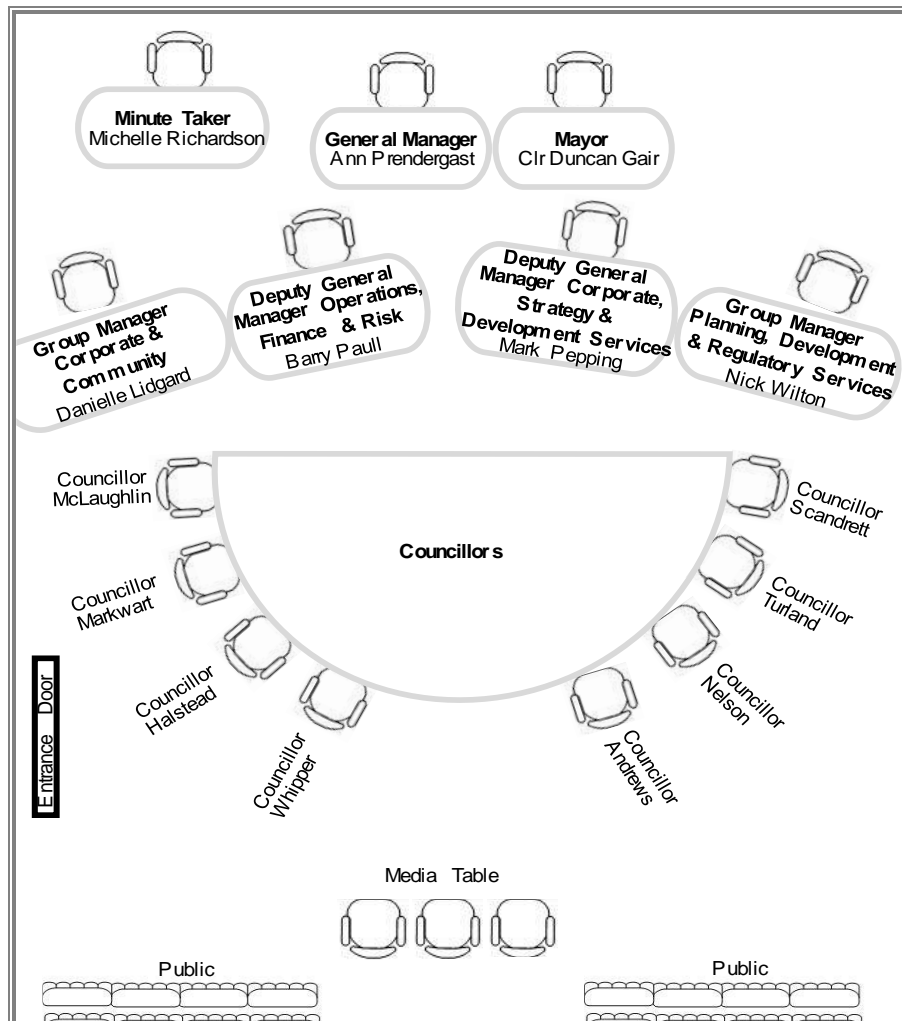 Minute Taker
Michelle Richardson
General Manager
Ann Prendergast
Mayor
Clr Duncan Gair
Group Manager
Corporate &
Community
Danielle Lidgard
Deputy General
Manager Operations,
Finance & Risk
Barry Paull
Deputy General
Manager Corporate,
Strategy &
Development Services
Mark Pepping
Group Manager
Planning, Development
& Regulatory Services
Nick Wilton
Councillor
McLaughlin
Councillor
Scandrett
Councillors
Councillor
Markwart
Councillor
Turland
Councillor
Halstead
Councillor
Nelson
Entrance Door
Councillor
Whipper
Councillor
Andrews
Media Table
Public
Public